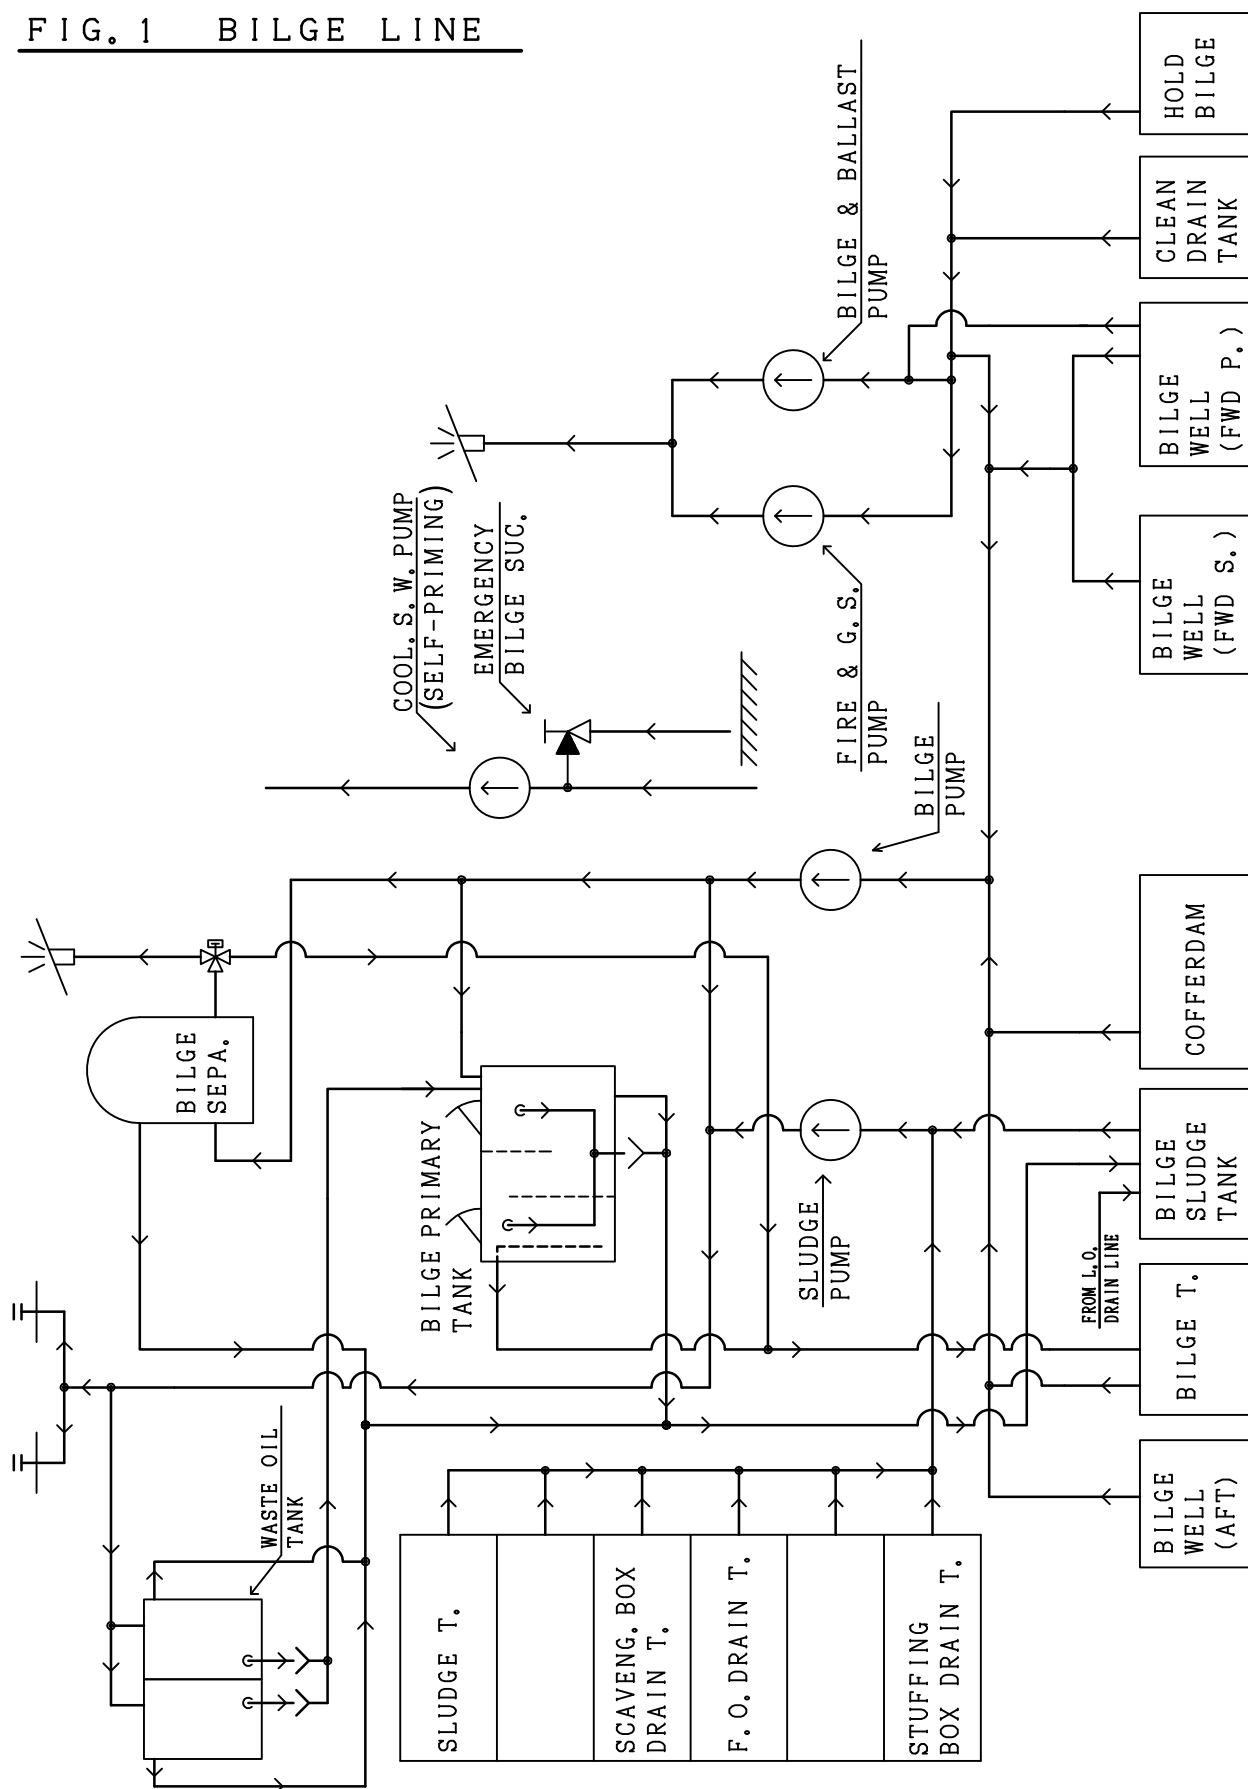 FIG. 1 BILGE LINE
HOLD
BILGE
CLEAN
DRAIN
TANK
BILGE
WELL
(FWD P.)
BILGE
WELL
(FWD S.)
COFFERDAM
BILGE
SLUDGE
TANK
BILGE T.
BILGE
WELL
(AFT)
BILGE & BALLAST
PUMP
FIRE & G.S.
PUMP
COOL. S. W. PUMP
(SELF-PRIMING)
EMERGENCY
BILGE SUC.
BILGE
PUMP
BILGE
SEPA.
BILGE PRIMARY
TANK
SLUDGE
PUMP
FROM L.O.
DRAIN LINE
WASTE OIL
TANK
SLUDGE T.
SCAVENG. BOX
DRAIN T.
F. O. DRAIN T.
STUFFING
BOX DRAIN T.